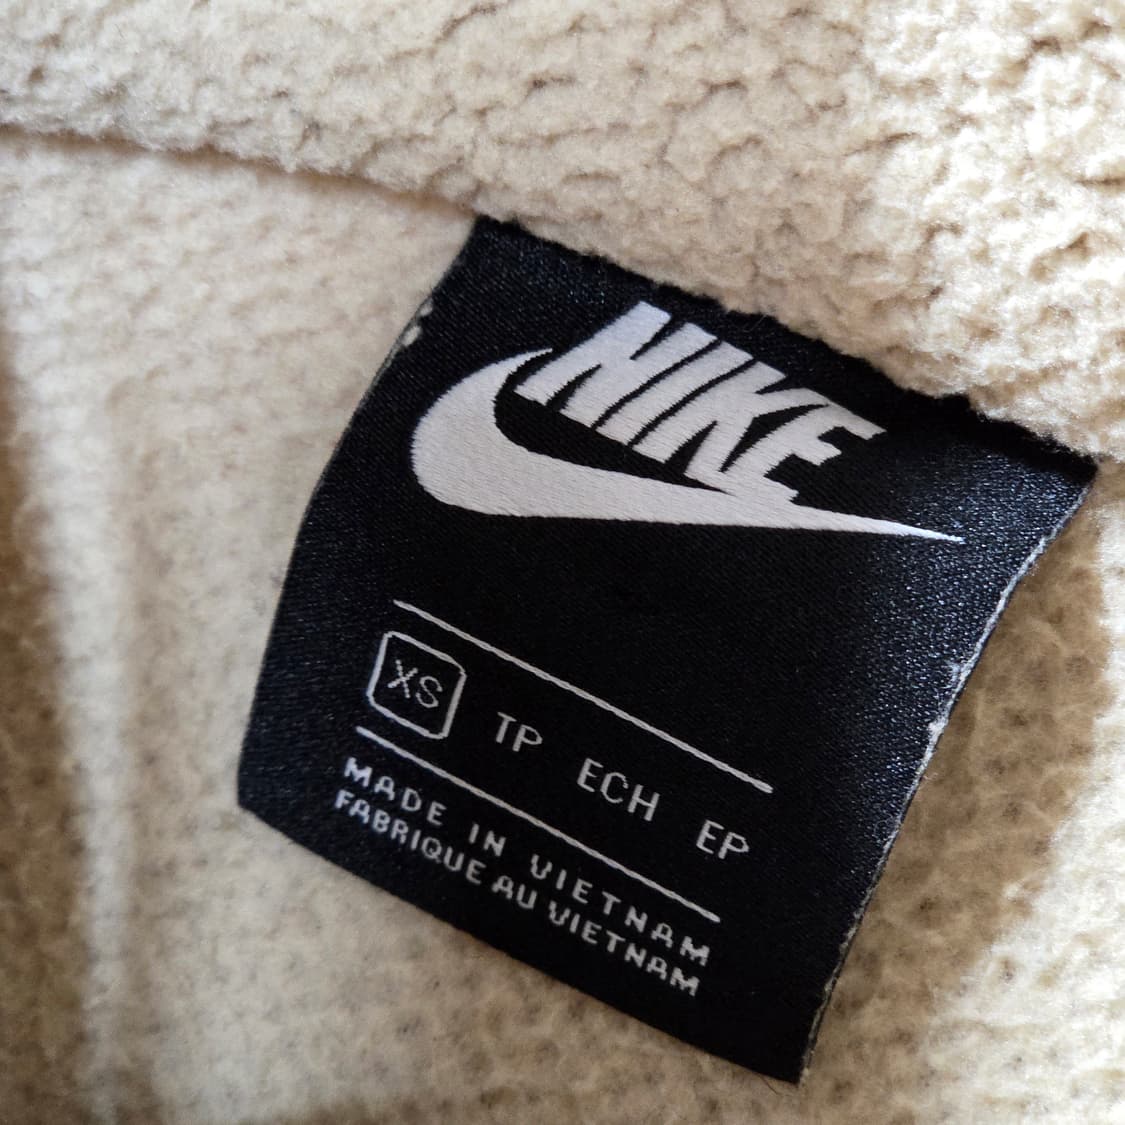 NIKE
XS TP ECH EP
MADE IN VIETNAM
FABRIQUE AU VIETNAM